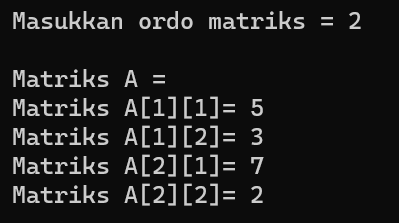 Masukkan ordo matriks = 2
Matriks A =
Matriks A[1][1]= 5
Matriks A[1][2]= 3
Matriks A[2][1]= 7
Matriks A[2][2]= 2